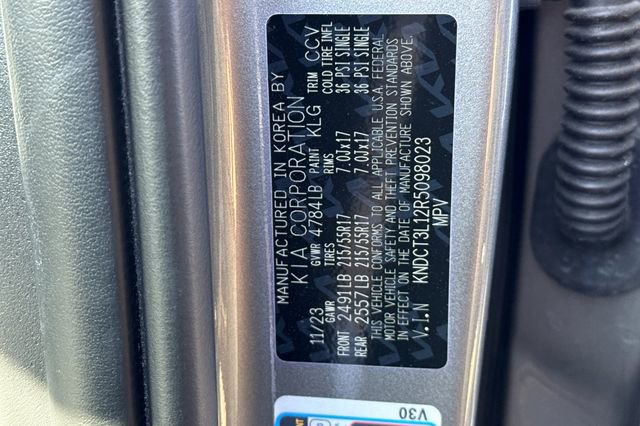 MANUFACTURED IN KOREA BY
KIA CORPORATION
11/23 GVWR 4784LB PAINT KLG TRIM CCV
GAWR TIRES RIMS COLD TIRE INFL
FRONT 2491LB 215/55R17 7.0Jx17 36 PSI SINGLE
REAR 2557LB 215/55R17 7.0Jx17 36 PSI SINGLE
THIS VEHICLE CONFORMS TO ALL APPLICABLE U.S.A. FEDERAL
MOTOR VEHICLE SAFETY AND THEFT PREVENTION STANDARDS
IN EFFECT ON THE DATE OF MANUFACTURE SHOWN ABOVE.
V.I.N KNDCT3L12R5098023
MPV
V30